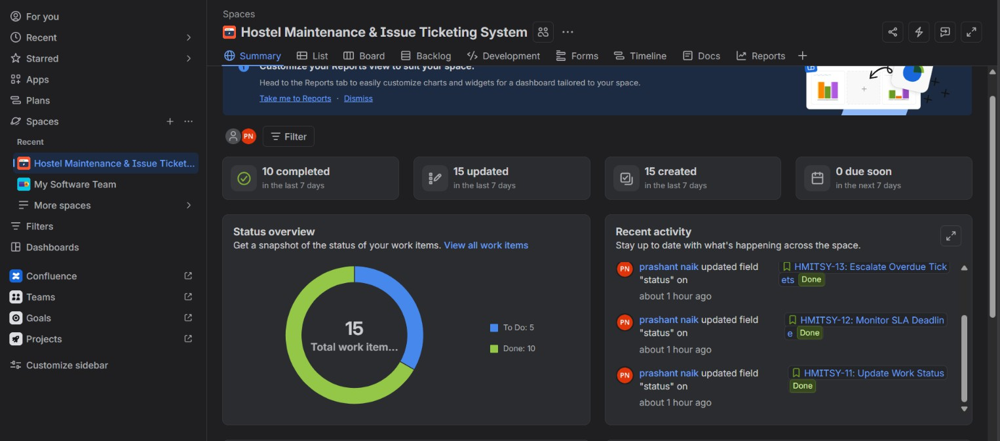 For you
Recent
Starred
Apps
Plans
Spaces
Recent
Hostel Maintenance & Issue Ticket...
My Software Team
More spaces
Filters
Dashboards
Confluence
Teams
Goals
Projects
Customize sidebar
Spaces
Hostel Maintenance & Issue Ticketing System
Summary List Board Backlog Development Forms Timeline Docs Reports
Customize your Reports view to suit your space.
Head to the Reports tab to easily customize charts and widgets for a dashboard tailored to your space.
Take me to Reports · Dismiss
PN Filter
10 completed
in the last 7 days
15 updated
in the last 7 days
15 created
in the last 7 days
0 due soon
in the next 7 days
Status overview
Get a snapshot of the status of your work items. View all work items
15
Total work item...
To Do: 5
Done: 10
Recent activity
Stay up to date with what's happening across the space.
PN
prashant naik updated field HMITSY-13: Escalate Overdue Tick
"status" on ets Done
about 1 hour ago
PN
prashant naik updated field HMITSY-12: Monitor SLA Deadlin
"status" on e Done
about 1 hour ago
PN
prashant naik updated field HMITSY-11: Update Work Status
"status" on Done
about 1 hour ago